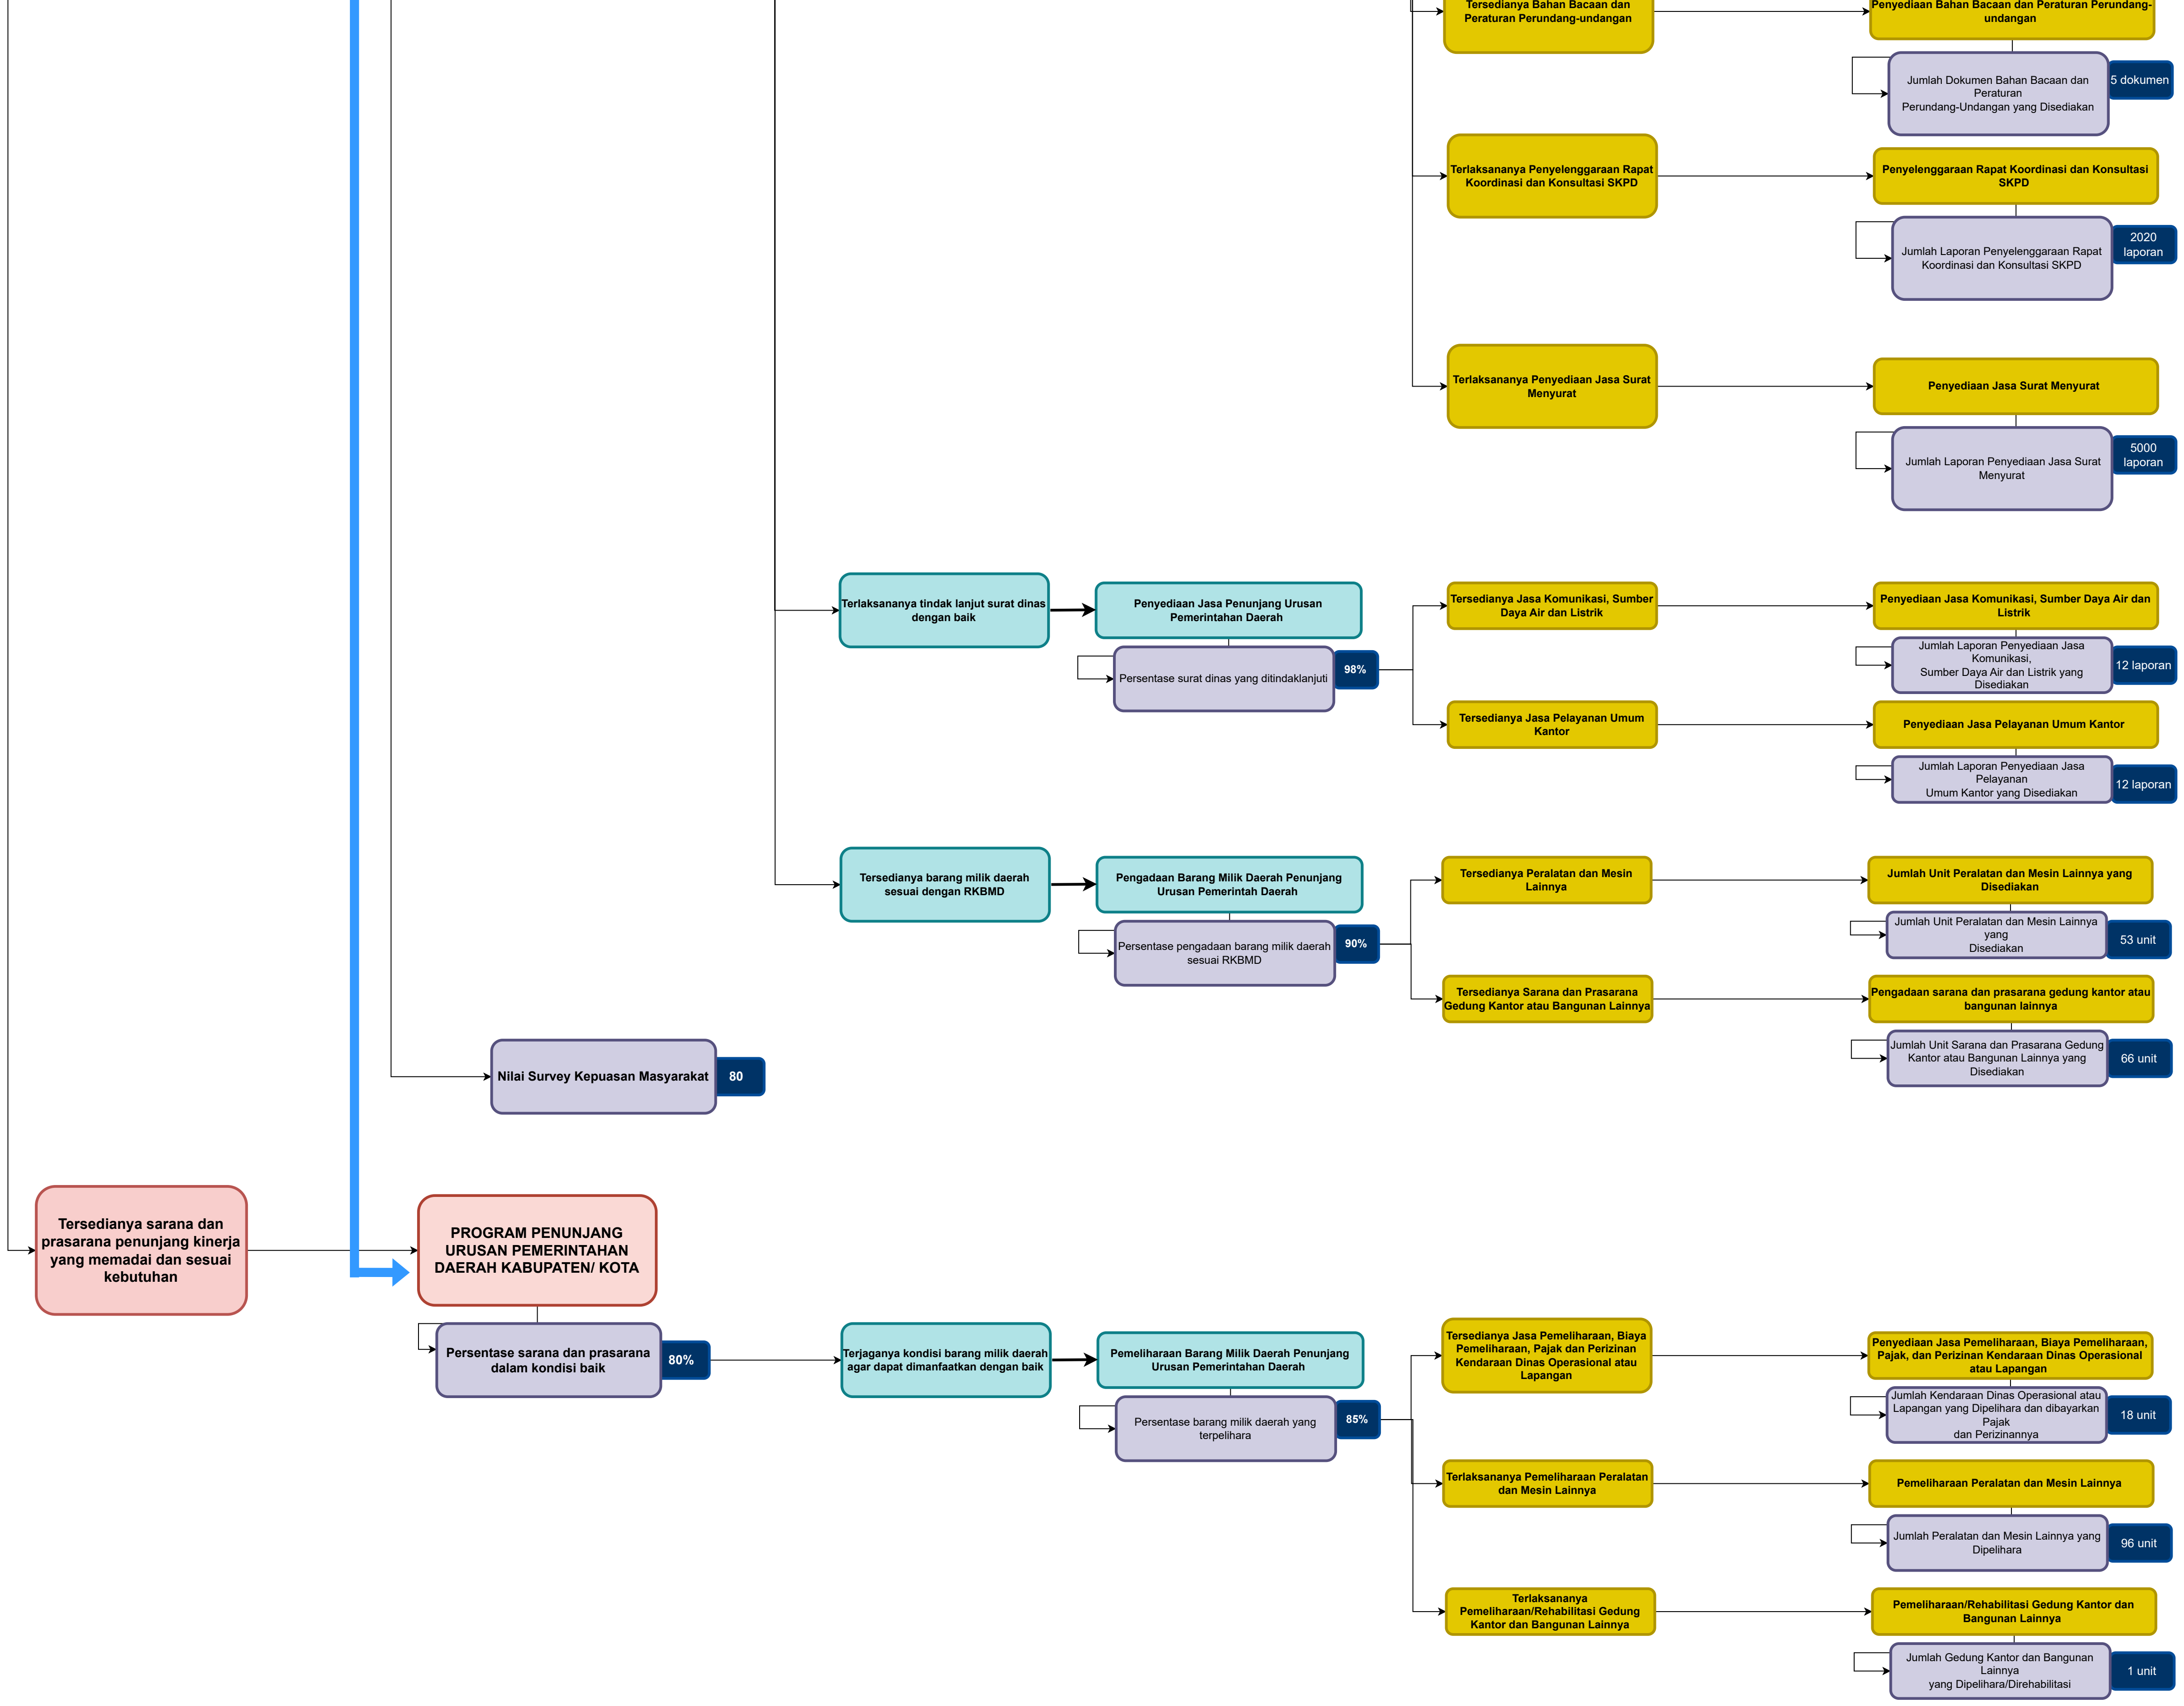 Tersedianya Bahan Bacaan dan
Peraturan Perundang-undangan
Penyediaan Bahan Bacaan dan Peraturan Perundang-
undangan
Jumlah Dokumen Bahan Bacaan dan
Peraturan
Perundang-Undangan yang Disediakan
5 dokumen
Terlaksananya Penyelenggaraan Rapat
Koordinasi dan Konsultasi SKPD
Penyelenggaraan Rapat Koordinasi dan Konsultasi
SKPD
Jumlah Laporan Penyelenggaraan Rapat
Koordinasi dan Konsultasi SKPD
2020
laporan
Terlaksananya Penyediaan Jasa Surat
Menyurat
Penyediaan Jasa Surat Menyurat
Jumlah Laporan Penyediaan Jasa Surat
Menyurat
5000
laporan
Terlaksananya tindak lanjut surat dinas
dengan baik
Penyediaan Jasa Penunjang Urusan
Pemerintahan Daerah
Persentase surat dinas yang ditindaklanjuti
98%
Tersedianya Jasa Komunikasi, Sumber
Daya Air dan Listrik
Penyediaan Jasa Komunikasi, Sumber Daya Air dan
Listrik
Jumlah Laporan Penyediaan Jasa
Komunikasi,
Sumber Daya Air dan Listrik yang
Disediakan
12 laporan
Tersedianya Jasa Pelayanan Umum
Kantor
Penyediaan Jasa Pelayanan Umum Kantor
Jumlah Laporan Penyediaan Jasa
Pelayanan
Umum Kantor yang Disediakan
12 laporan
Tersedianya barang milik daerah
sesuai dengan RKBMD
Pengadaan Barang Milik Daerah Penunjang
Urusan Pemerintah Daerah
Persentase pengadaan barang milik daerah
sesuai RKBMD
90%
Tersedianya Peralatan dan Mesin
Lainnya
Jumlah Unit Peralatan dan Mesin Lainnya yang
Disediakan
Jumlah Unit Peralatan dan Mesin Lainnya
yang
Disediakan
53 unit
Tersedianya Sarana dan Prasarana
Gedung Kantor atau Bangunan Lainnya
Pengadaan sarana dan prasarana gedung kantor atau
bangunan lainnya
Jumlah Unit Sarana dan Prasarana Gedung
Kantor atau Bangunan Lainnya yang
Disediakan
66 unit
Nilai Survey Kepuasan Masyarakat
80
Tersedianya sarana dan
prasarana penunjang kinerja
yang memadai dan sesuai
kebutuhan
PROGRAM PENUNJANG
URUSAN PEMERINTAHAN
DAERAH KABUPATEN/ KOTA
Persentase sarana dan prasarana
dalam kondisi baik
80%
Terjaganya kondisi barang milik daerah
agar dapat dimanfaatkan dengan baik
Pemeliharaan Barang Milik Daerah Penunjang
Urusan Pemerintahan Daerah
Persentase barang milik daerah yang
terpelihara
85%
Tersedianya Jasa Pemeliharaan, Biaya
Pemeliharaan, Pajak dan Perizinan
Kendaraan Dinas Operasional atau
Lapangan
Penyediaan Jasa Pemeliharaan, Biaya Pemeliharaan,
Pajak, dan Perizinan Kendaraan Dinas Operasional
atau Lapangan
Jumlah Kendaraan Dinas Operasional atau
Lapangan yang Dipelihara dan dibayarkan
Pajak
dan Perizinannya
18 unit
Terlaksananya Pemeliharaan Peralatan
dan Mesin Lainnya
Pemeliharaan Peralatan dan Mesin Lainnya
Jumlah Peralatan dan Mesin Lainnya yang
Dipelihara
96 unit
Terlaksananya
Pemeliharaan/Rehabilitasi Gedung
Kantor dan Bangunan Lainnya
Pemeliharaan/Rehabilitasi Gedung Kantor dan
Bangunan Lainnya
Jumlah Gedung Kantor dan Bangunan
Lainnya
yang Dipelihara/Direhabilitasi
1 unit